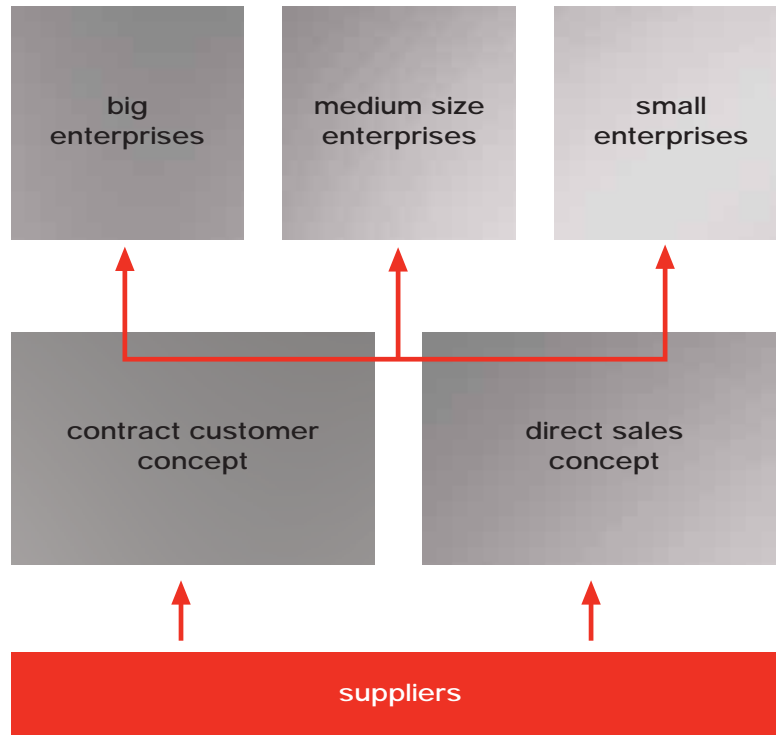 big
enterprises
medium size
enterprises
small
enterprises
contract customer
concept
direct sales
concept
suppliers